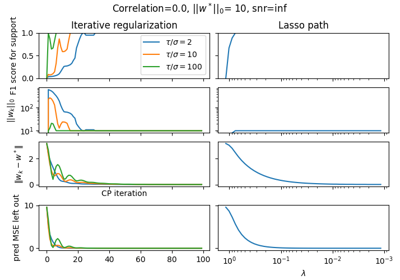 Correlation=0.0, ||w*||₀= 10, snr=inf
Iterative regularization
Lasso path
F1 score for support
1.0
0.5
0.0
τ/σ = 2
τ/σ = 10
τ/σ = 100
||w_k||₀
10²
10¹
||w_k − w*||
2
0
CP iteration
pred MSE left out
10
0
0 20 40 60 80 100
10⁰ 10⁻¹ 10⁻² 10⁻³
λ